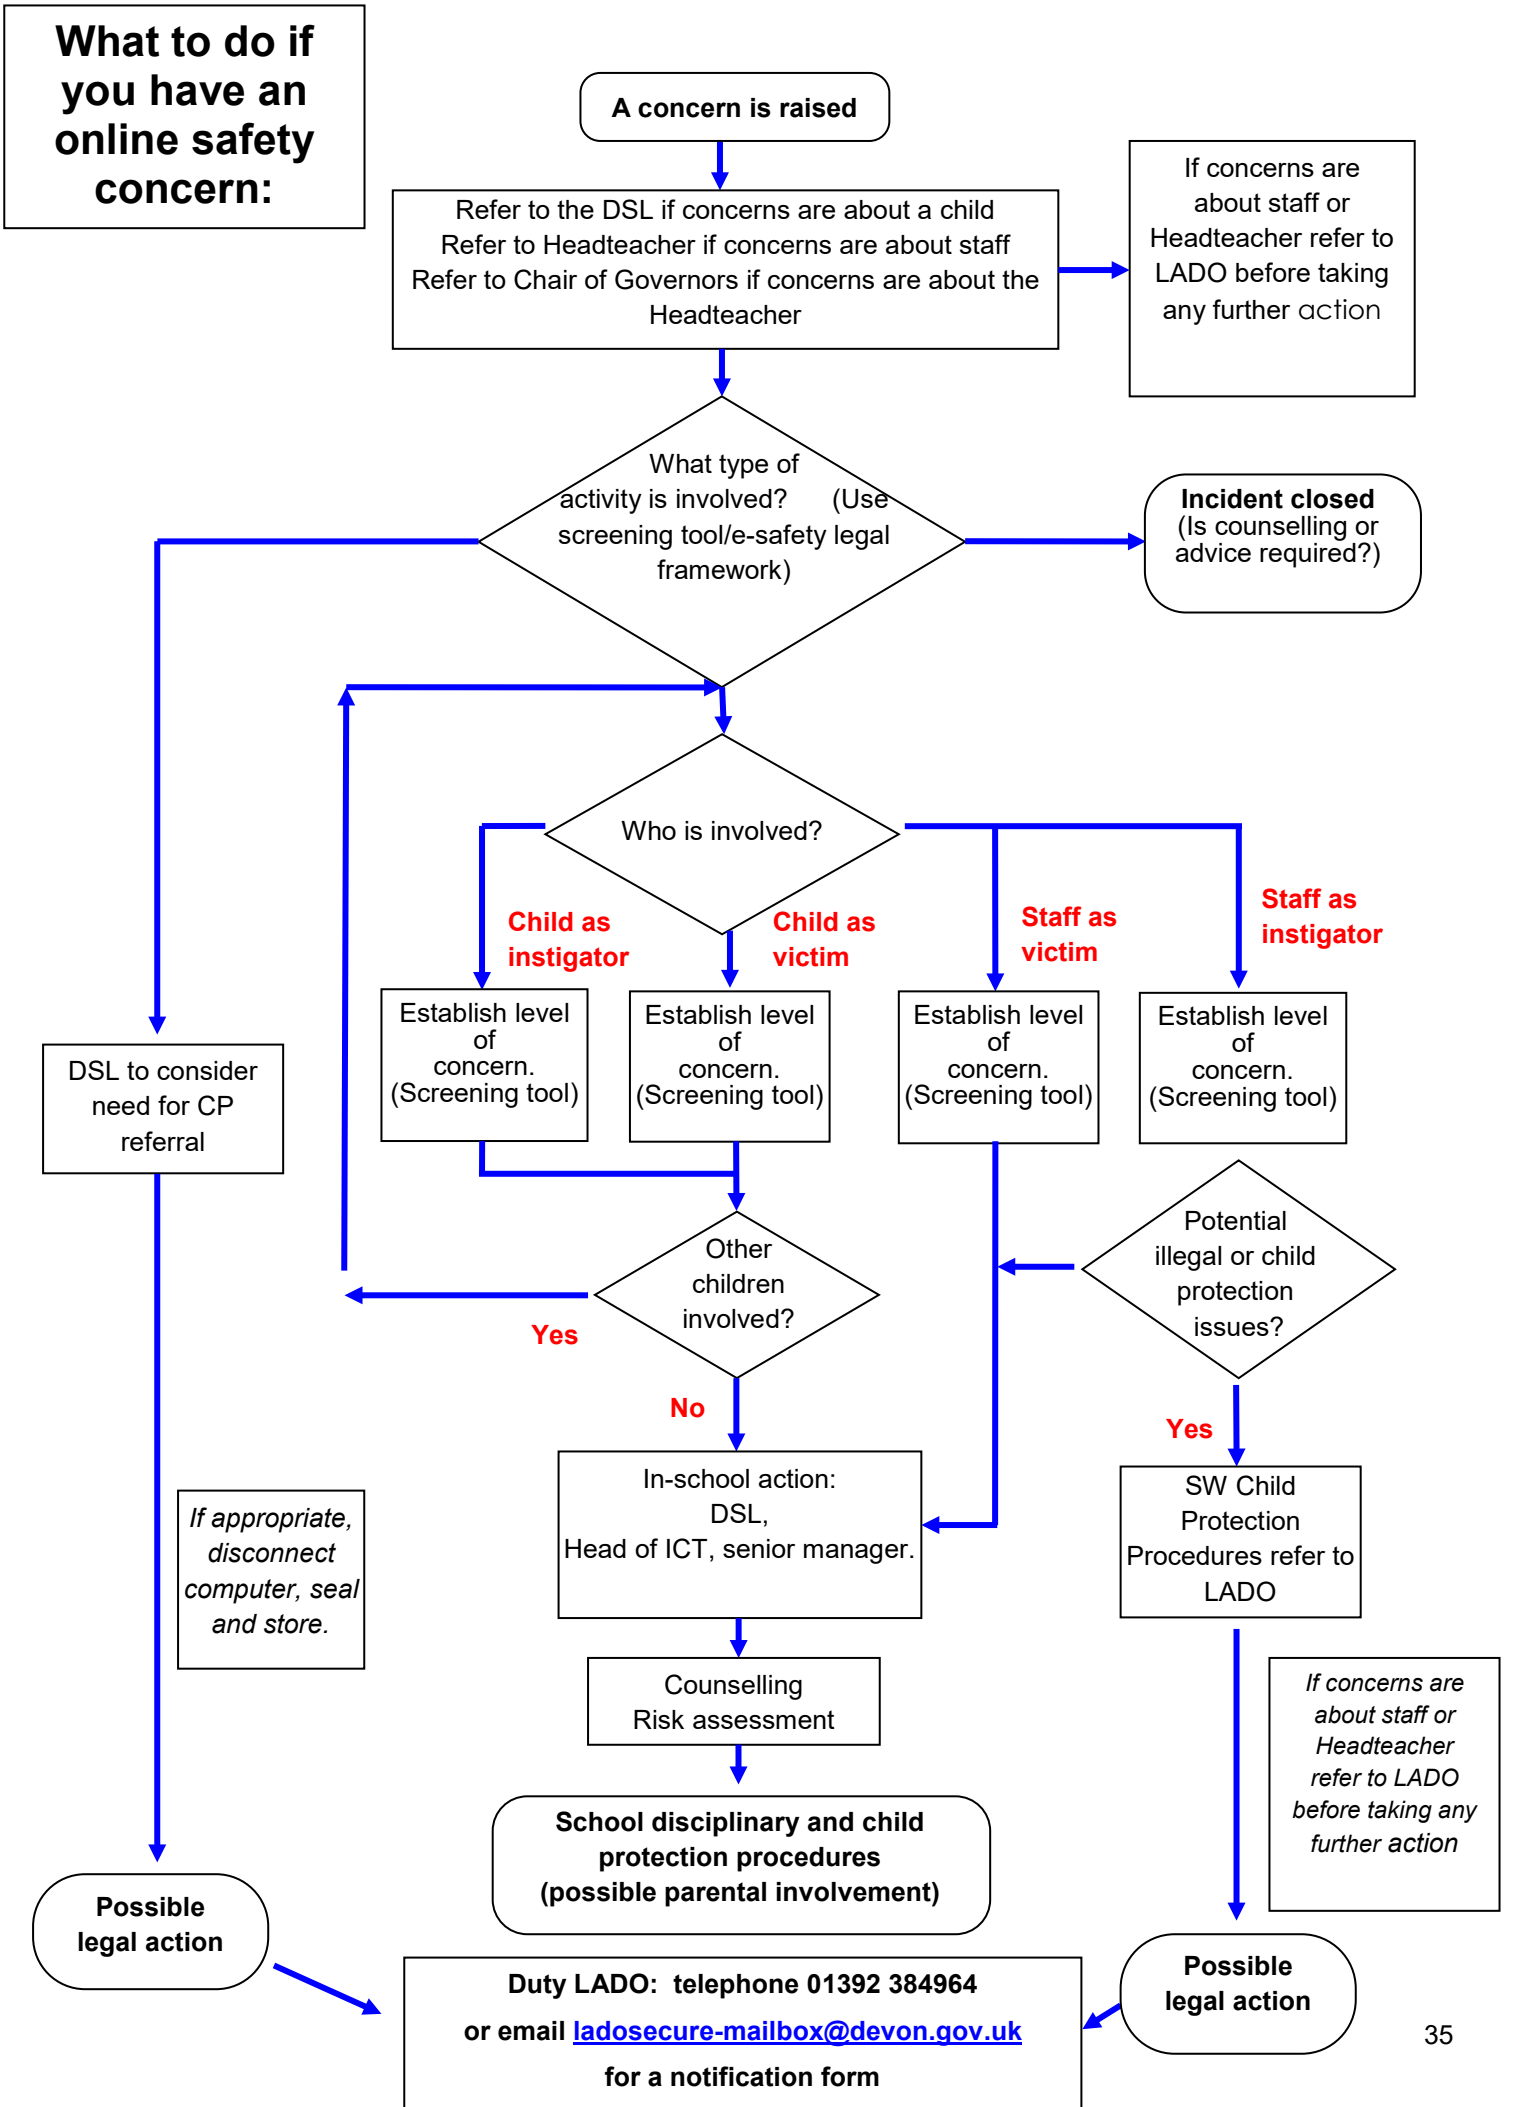 What to do if
you have an
online safety
concern:
A concern is raised
Refer to the DSL if concerns are about a child
Refer to Headteacher if concerns are about staff
Refer to Chair of Governors if concerns are about the
Headteacher
If concerns are
about staff or
Headteacher refer to
LADO before taking
any further action
What type of
activity is involved? (Use
screening tool/e-safety legal
framework)
Incident closed
(Is counselling or
advice required?)
Who is involved?
Child as
instigator
Child as
victim
Staff as
victim
Staff as
instigator
Establish level
of
concern.
(Screening tool)
Establish level
of
concern.
(Screening tool)
Establish level
of
concern.
(Screening tool)
Establish level
of
concern.
(Screening tool)
DSL to consider
need for CP
referral
Other
children
involved?
Potential
illegal or child
protection
issues?
Yes
No
Yes
In-school action:
DSL,
Head of ICT, senior manager.
SW Child
Protection
Procedures refer to
LADO
If appropriate,
disconnect
computer, seal
and store.
Counselling
Risk assessment
If concerns are
about staff or
Headteacher
refer to LADO
before taking any
further action
School disciplinary and child
protection procedures
(possible parental involvement)
Possible
legal action
Possible
legal action
Duty LADO: telephone 01392 384964
or email ladosecure-mailbox@devon.gov.uk
for a notification form
35